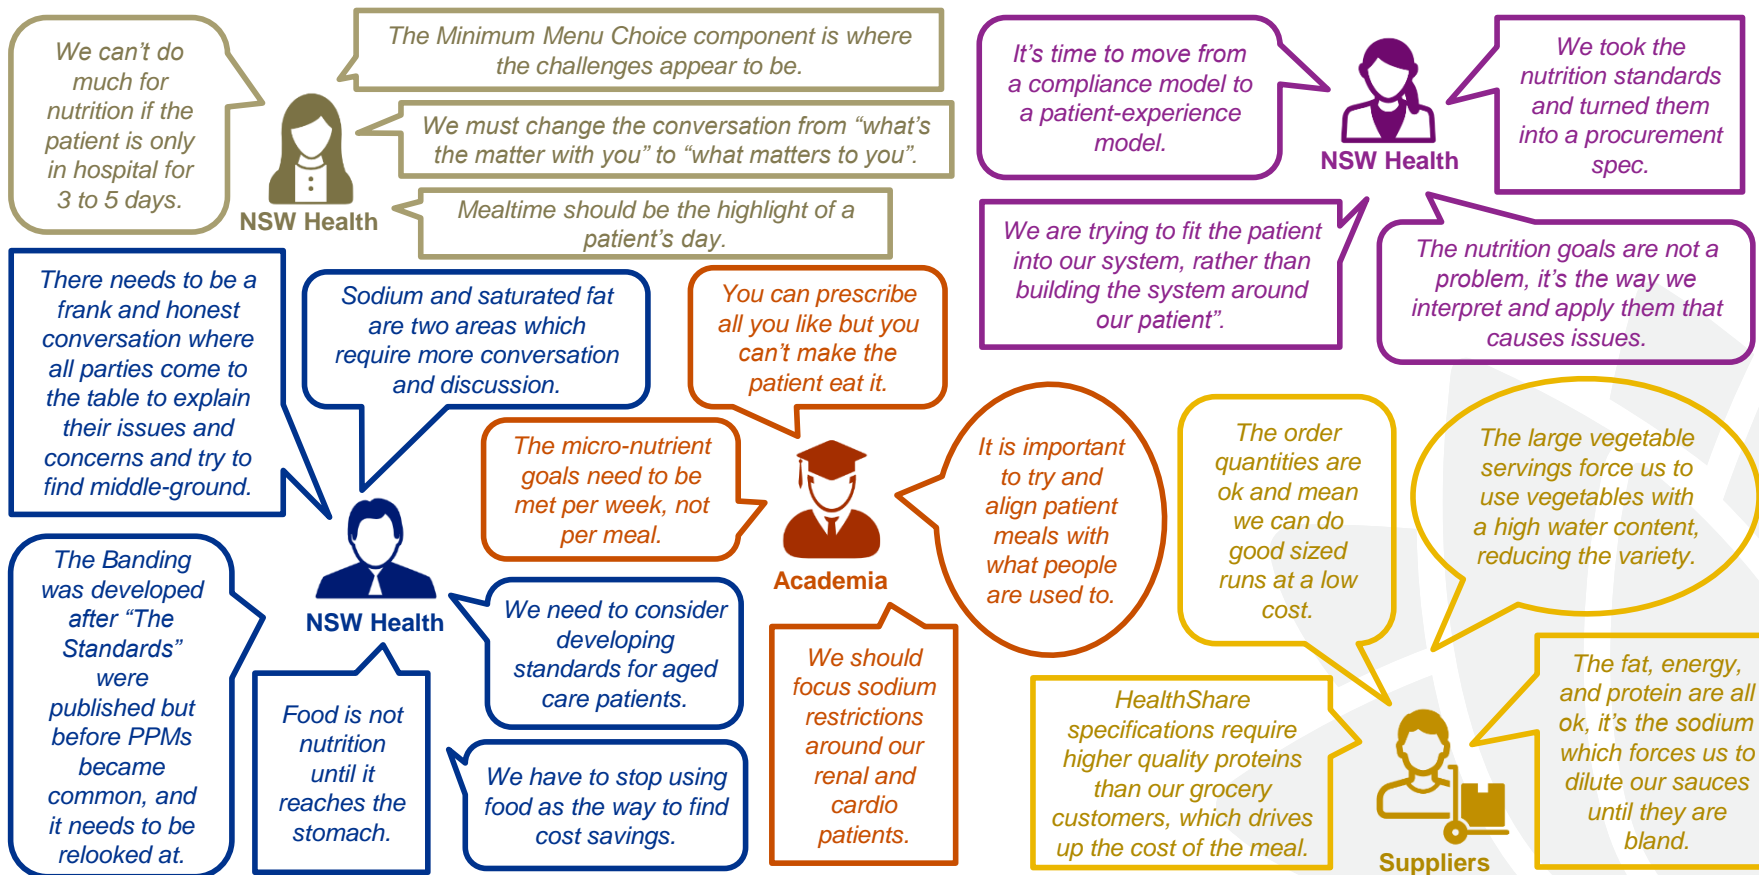 We can't do
much for
nutrition if the
patient is only
in hospital for
3 to 5 days.
The Minimum Menu Choice component is where
the challenges appear to be.
We must change the conversation from “what's
the matter with you” to “what matters to you”.
Mealtime should be the highlight of a
patient's day.
NSW Health
It's time to move from
a compliance model to
a patient-experience
model.
We took the
nutrition standards
and turned them
into a procurement
spec.
NSW Health
We are trying to fit the patient
into our system, rather than
building the system around
our patient”.
The nutrition goals are not a
problem, it's the way we
interpret and apply them that
causes issues.
There needs to be a
frank and honest
conversation where
all parties come to
the table to explain
their issues and
concerns and try to
find middle-ground.
Sodium and saturated fat
are two areas which
require more conversation
and discussion.
NSW Health
The Banding
was developed
after “The
Standards”
were
published but
before PPMs
became
common, and
it needs to be
relooked at.
Food is not
nutrition
until it
reaches the
stomach.
We need to consider
developing
standards for aged
care patients.
We have to stop using
food as the way to find
cost savings.
You can prescribe
all you like but you
can't make the
patient eat it.
The micro-nutrient
goals need to be
met per week, not
per meal.
Academia
It is important
to try and
align patient
meals with
what people
are used to.
We should
focus sodium
restrictions
around our
renal and
cardio
patients.
The order
quantities are
ok and mean
we can do
good sized
runs at a low
cost.
The large vegetable
servings force us to
use vegetables with
a high water content,
reducing the variety.
HealthShare
specifications require
higher quality proteins
than our grocery
customers, which drives
up the cost of the meal.
The fat, energy,
and protein are all
ok, it's the sodium
which forces us to
dilute our sauces
until they are
bland.
Suppliers